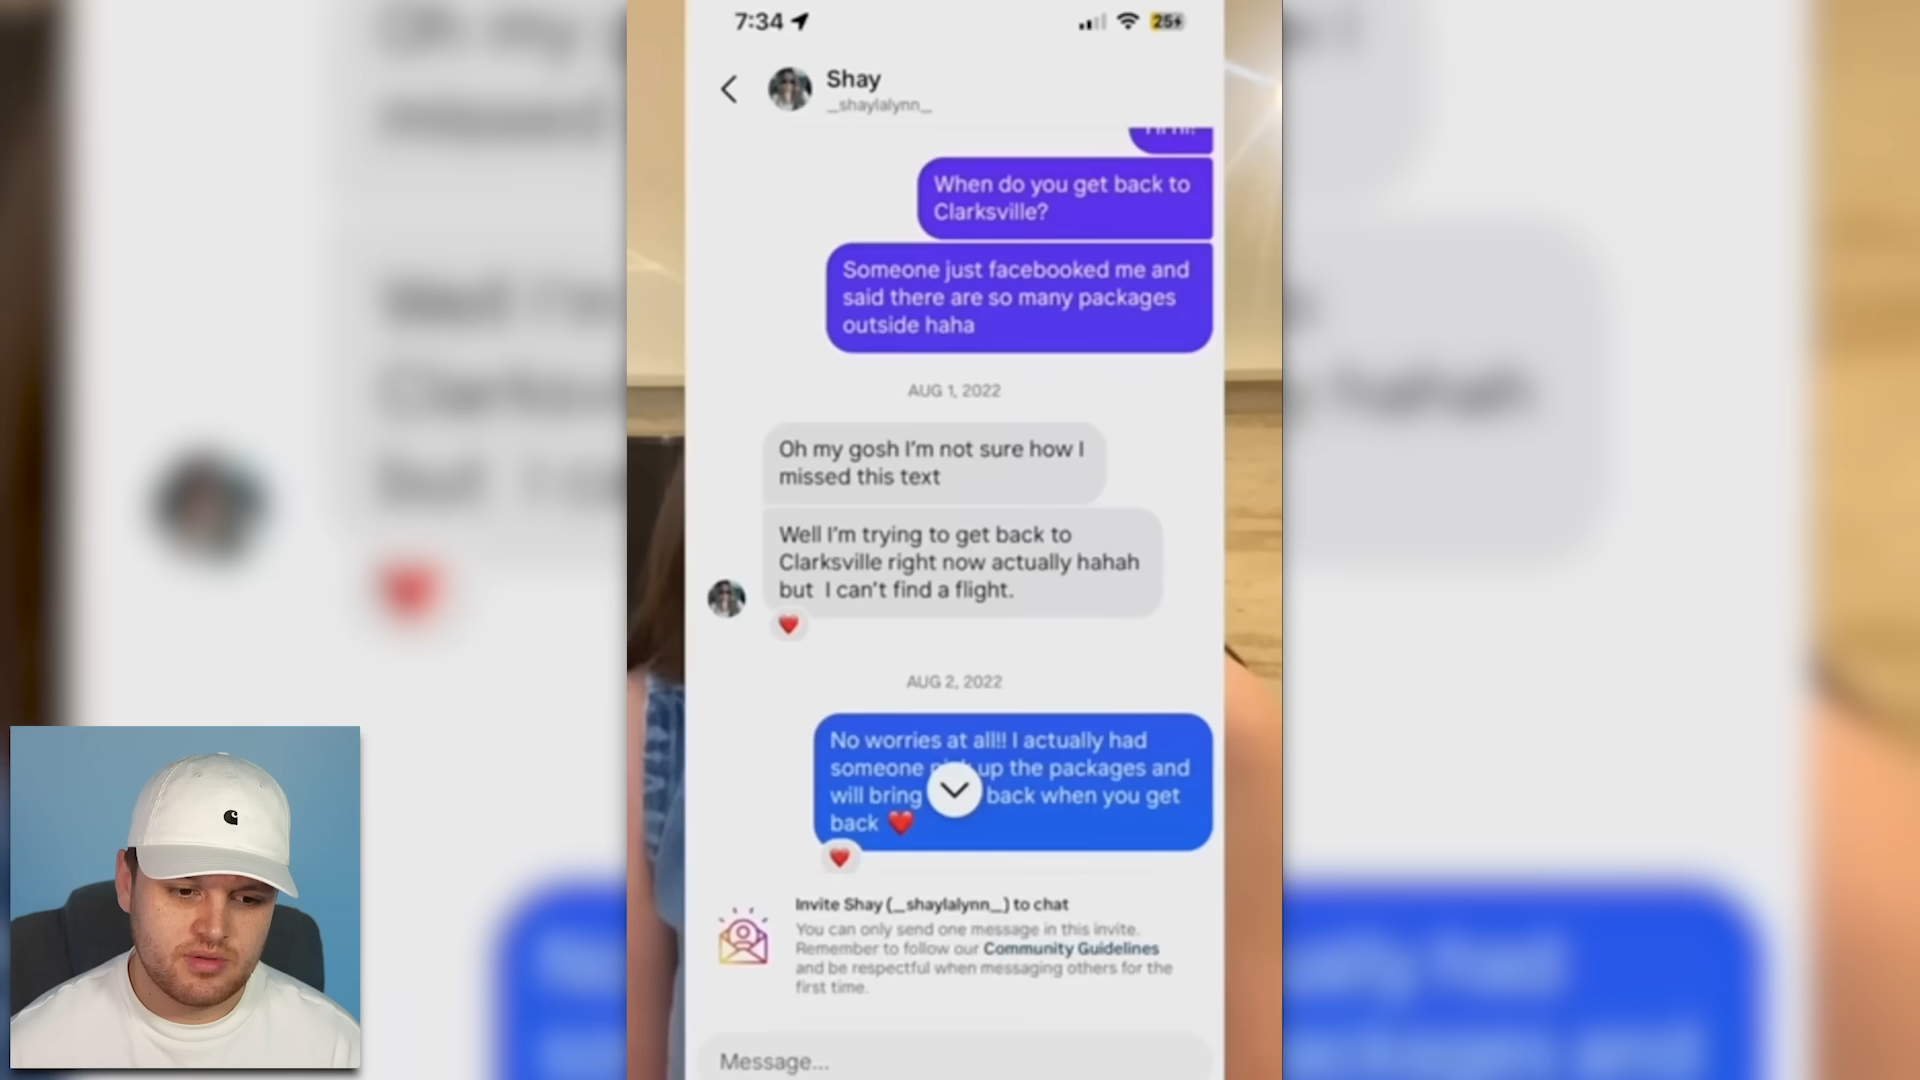 7:34
25
Shay
_shaylalynn_
When do you get back to
Clarksville?
Someone just facebooked me and
said there are so many packages
outside haha
AUG 1, 2022
Oh my gosh I'm not sure how I
missed this text
Well I'm trying to get back to
Clarksville right now actually hahah
but I can't find a flight.
AUG 2, 2022
No worries at all!! I actually had
someone up the packages and
will bring back when you get
back ❤️
Invite Shay (_shaylalynn_) to chat
You can only send one message in this invite.
Remember to follow our Community Guidelines
and be respectful when messaging others for the
first time.
Message...